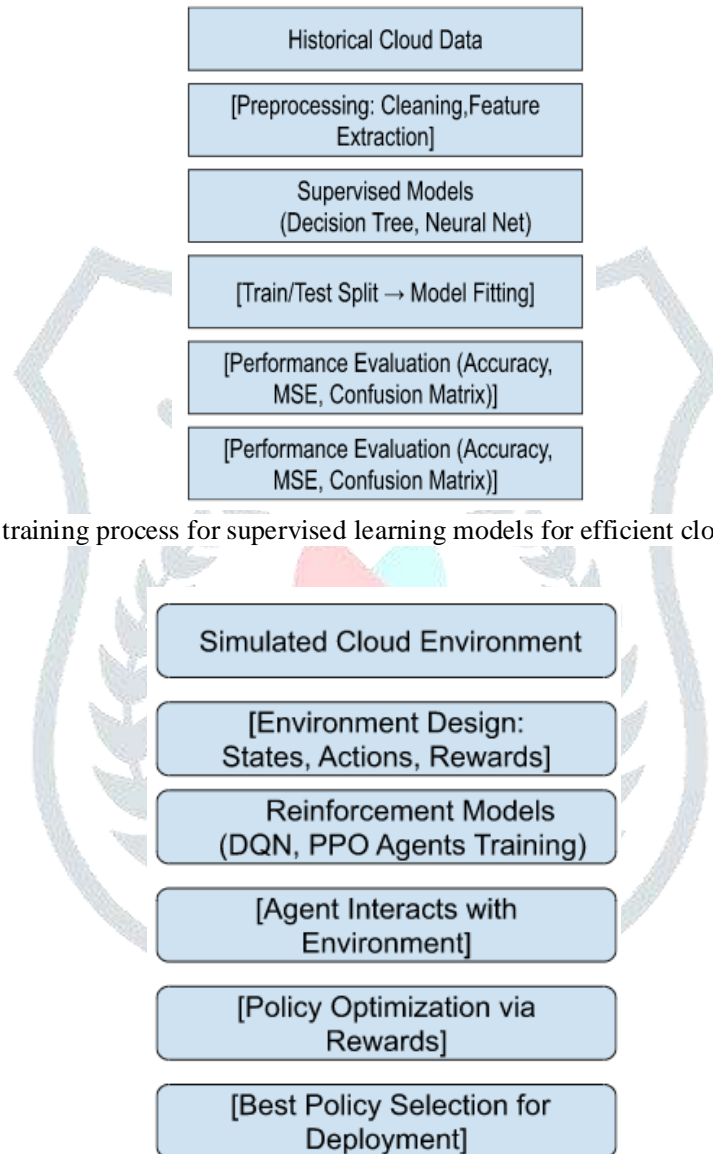 Historical Cloud Data
[Preprocessing: Cleaning,Feature
Extraction]
Supervised Models
(Decision Tree, Neural Net)
[Train/Test Split → Model Fitting]
[Performance Evaluation (Accuracy,
MSE, Confusion Matrix)]
[Performance Evaluation (Accuracy,
MSE, Confusion Matrix)]
training process for supervised learning models for efficient clo
Simulated Cloud Environment
[Environment Design:
States, Actions, Rewards]
Reinforcement Models
(DQN, PPO Agents Training)
[Agent Interacts with
Environment]
[Policy Optimization via
Rewards]
[Best Policy Selection for
Deployment]